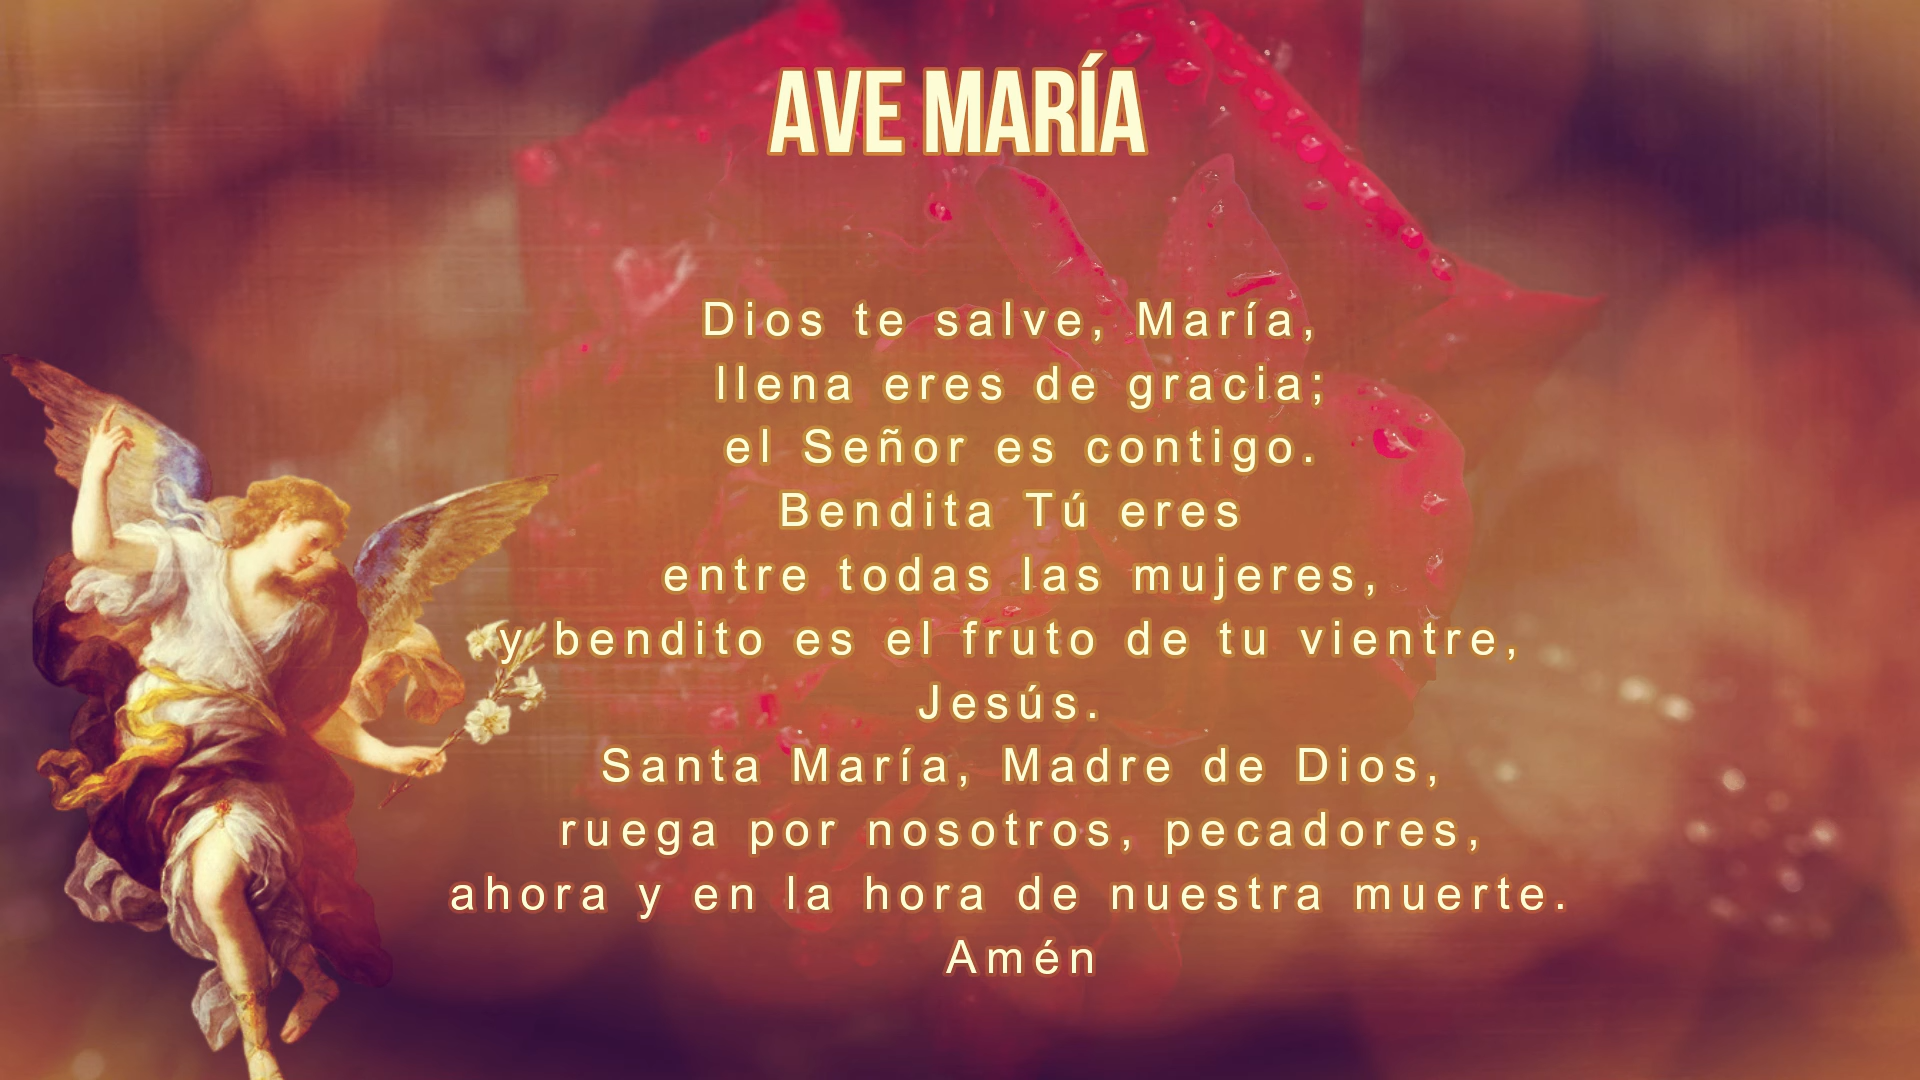 AVE MARÍA
Dios te salve, María,
llena eres de gracia;
el Señor es contigo.
Bendita Tú eres
entre todas las mujeres,
y bendito es el fruto de tu vientre,
Jesús.
Santa María, Madre de Dios,
ruega por nosotros, pecadores,
ahora y en la hora de nuestra muerte.
Amén